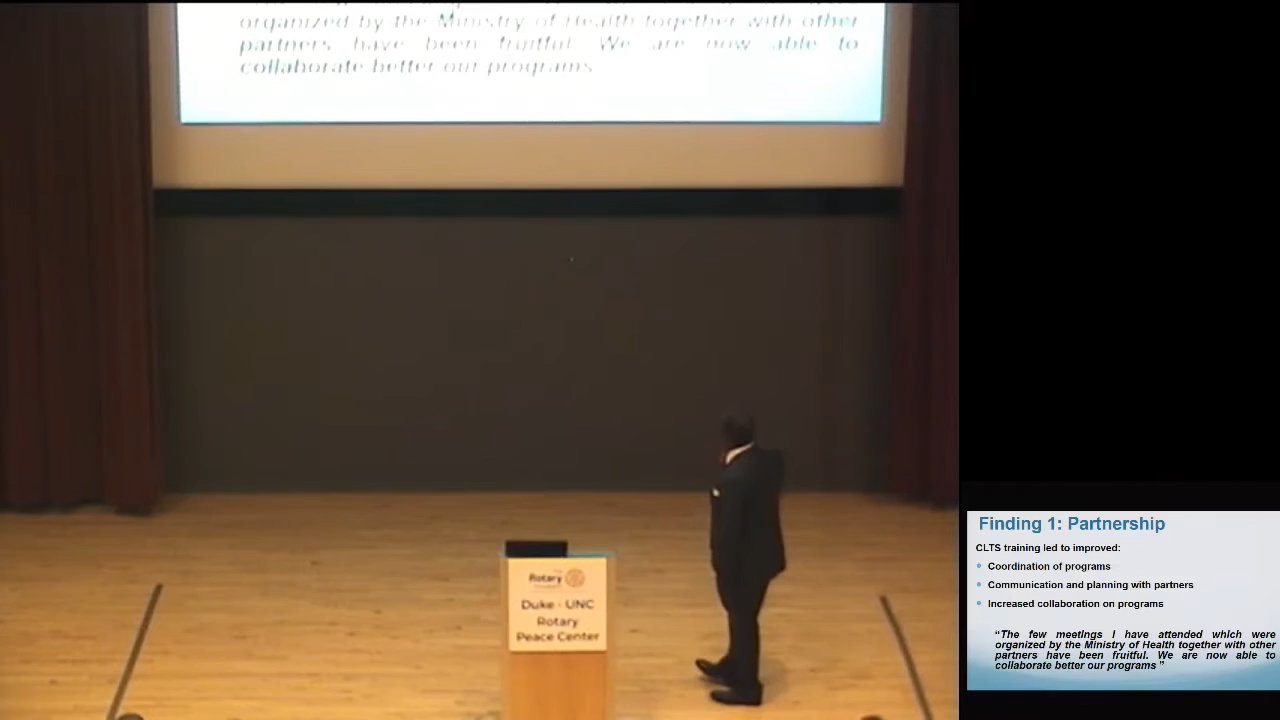 organized by the Ministry of Health together with other
partners have been fruitful. We are now able to
collaborate better our programs
Rotary
Duke - UNC
Rotary
Peace Center
Finding 1: Partnership
CLTS training led to improved:
Coordination of programs
Communication and planning with partners
Increased collaboration on programs
"The few meetings I have attended which were
organized by the Ministry of Health together with other
partners have been fruitful. We are now able to
collaborate better our programs "